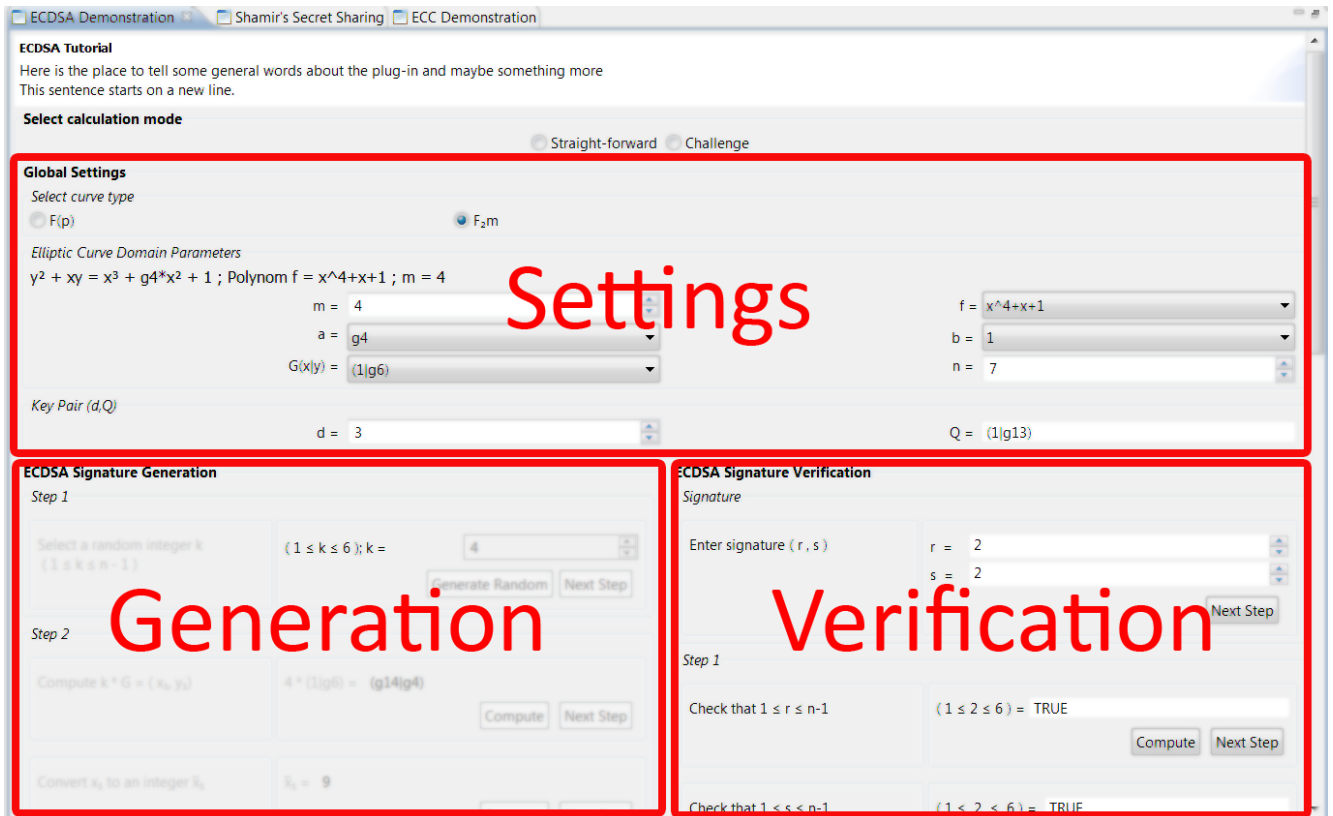 ECDSA Demonstration Shamir's Secret Sharing ECC Demonstration
ECDSA Tutorial
Here is the place to tell some general words about the plug-in and maybe something more
This sentence starts on a new line.
Select calculation mode
Straight-forward Challenge
Global Settings
Select curve type
F(p) F₂m
Elliptic Curve Domain Parameters
y² + xy = x³ + g4*x² + 1 ; Polynom f = x^4+x+1 ; m = 4
Settings
m = 4 f = x^4+x+1
a = g4 b = 1
G(x|y) = (1|g6) n = 7
Key Pair (d,Q)
d = 3 Q = (1|g13)
ECDSA Signature Generation
Step 1
Select a random integer k
( 1 ≤ k ≤ n - 1 )
( 1 ≤ k ≤ 6 ); k = 4
Generate Random Next Step
Generation
Step 2
Compute k * G = ( x₁, y₁) 4 * (1|g6) = (g14|g4)
Compute Next Step
Convert x₁ to an integer x̄₁ x̄₁ = 9
ECDSA Signature Verification
Signature
Enter signature ( r , s ) r = 2
s = 2
Next Step
Verification
Step 1
Check that 1 ≤ r ≤ n-1 ( 1 ≤ 2 ≤ 6 ) = TRUE
Compute Next Step
Check that 1 ≤ s ≤ n-1 ( 1 ≤ 2 ≤ 6 ) = TRUE